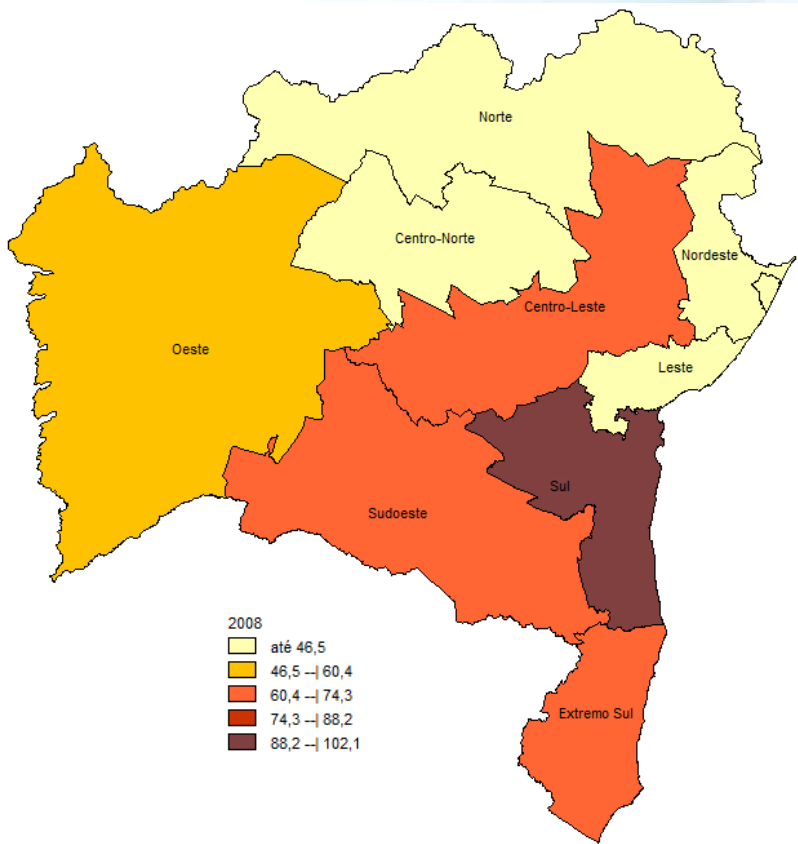 Norte
Centro-Norte
Nordeste
Centro-Leste
Oeste
Leste
Sul
Sudoeste
2008
até 46,5
46,5 --| 60,4
60,4 --| 74,3
74,3 --| 88,2
88,2 --| 102,1
Extremo Sul